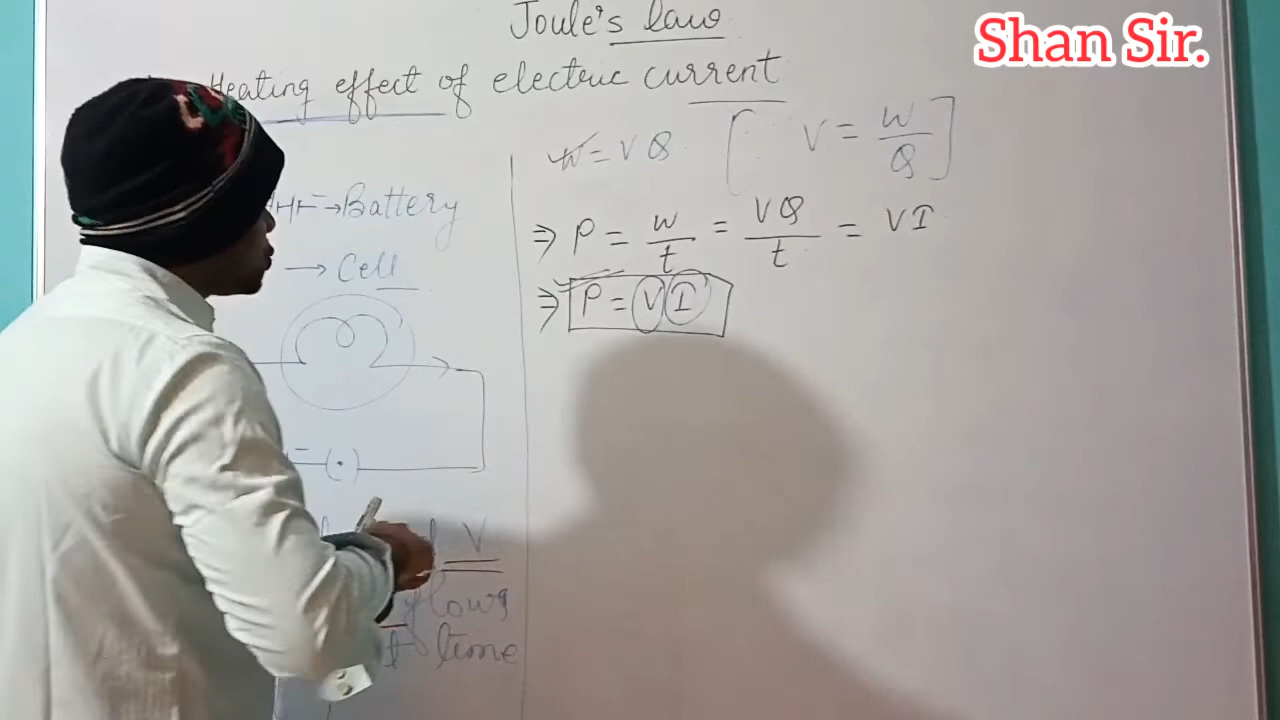 Joule's law
Shan Sir.
Heating effect of electric current
W = VQ [ V = W/Q ]
⇒ P = W/t = VQ/t = VI
⇒ P = VI
→ Battery
→ Cell
V
flows
t time